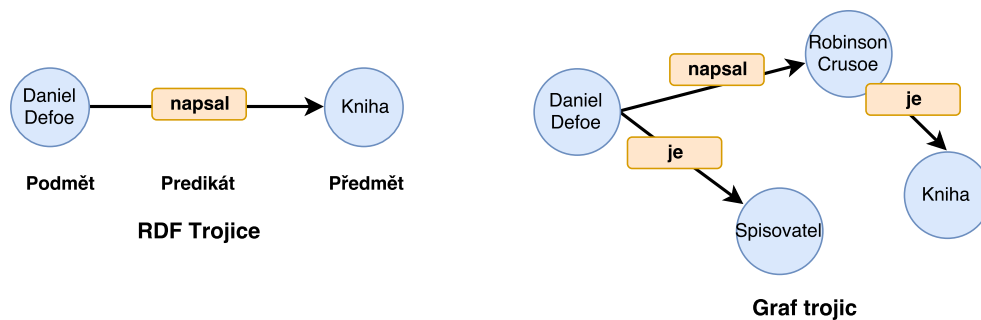 Daniel
Defoe
napsal
Kniha
Podmět
Predikát
Předmět
RDF Trojice
Robinson
Crusoe
napsal
je
Daniel
Defoe
je
Kniha
Spisovatel
Graf trojic